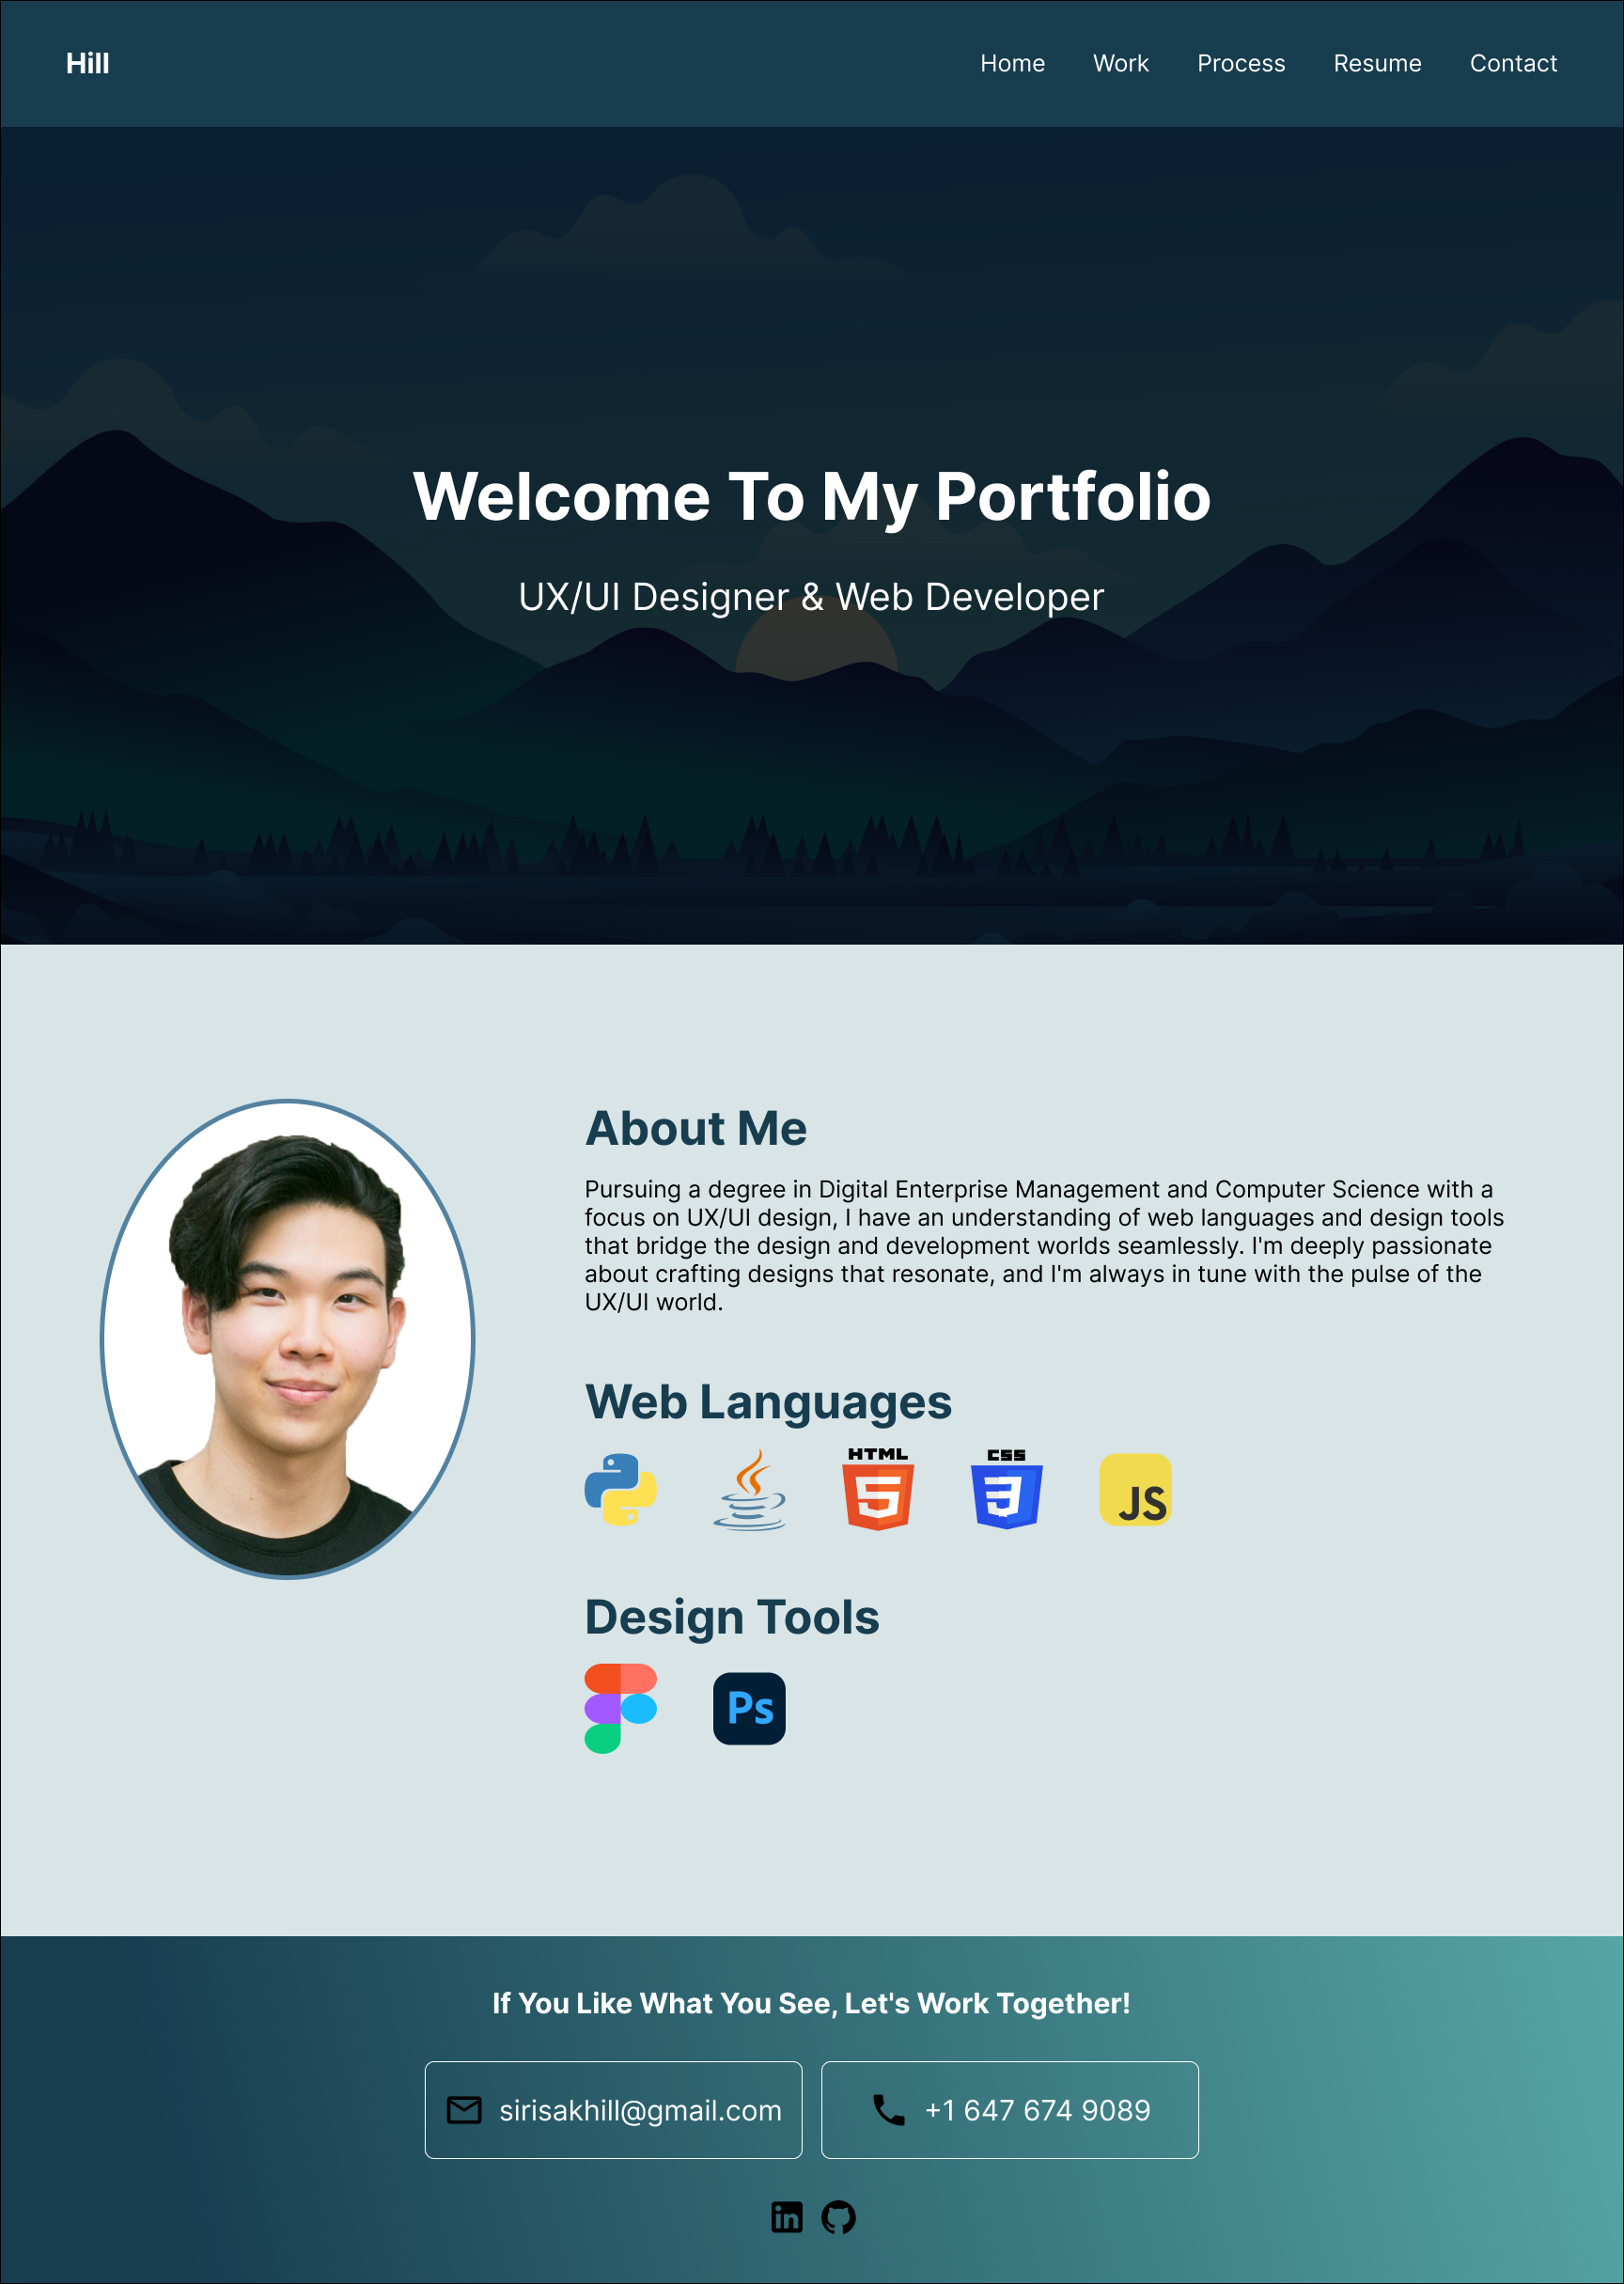 Hill
Home Work Process Resume Contact
Welcome To My Portfolio
UX/UI Designer & Web Developer
About Me
Pursuing a degree in Digital Enterprise Management and Computer Science with a
focus on UX/UI design, I have an understanding of web languages and design tools
that bridge the design and development worlds seamlessly. I'm deeply passionate
about crafting designs that resonate, and I'm always in tune with the pulse of the
UX/UI world.
Web Languages
HTML CSS
5 3 JS
Design Tools
Ps
If You Like What You See, Let's Work Together!
sirisakhill@gmail.com +1 647 674 9089
in